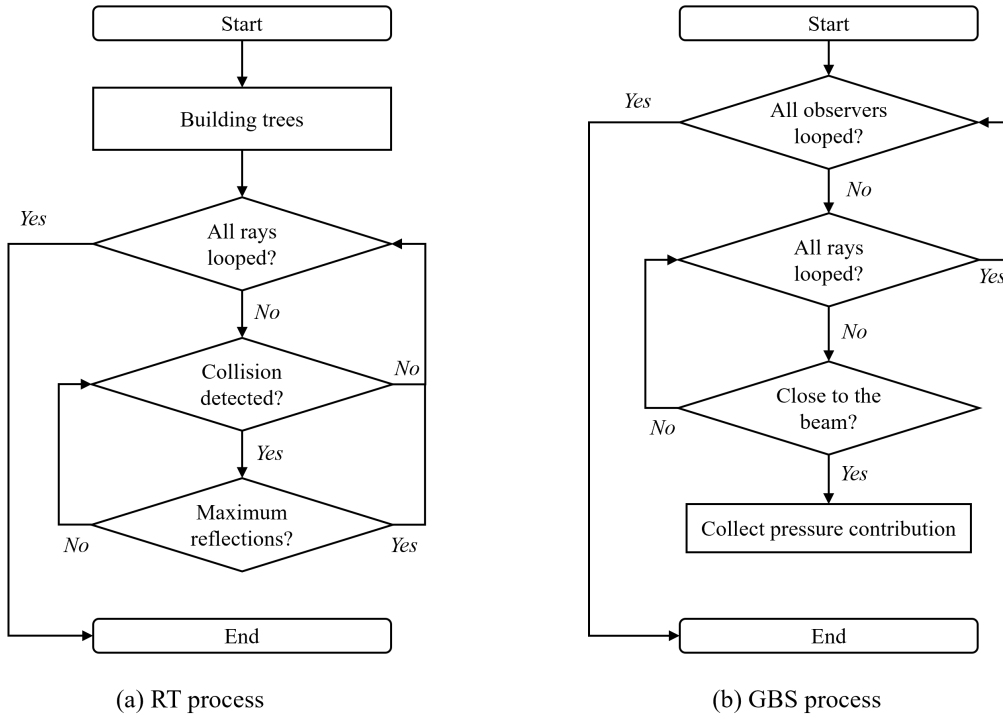 Start
Building trees
Yes
All rays
looped?
No
Collision
detected?
No
Yes
Maximum
reflections?
No
Yes
End
(a) RT process
Start
Yes
All observers
looped?
No
All rays
looped?
Yes
No
Close to the
beam?
No
Yes
Collect pressure contribution
End
(b) GBS process